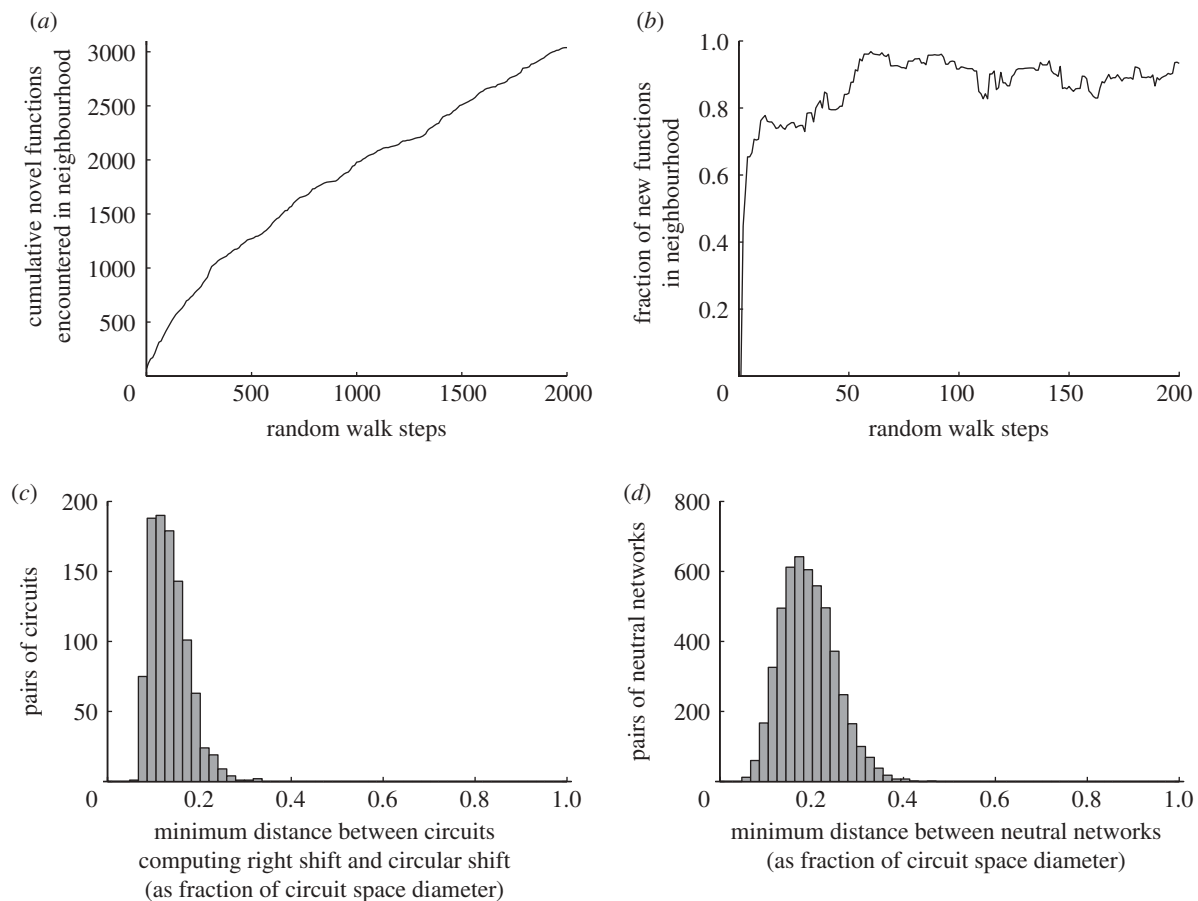 (a)
cumulative novel functions
encountered in neighbourhood
3000
2500
2000
1500
1000
500
0
500
1000
1500
2000
random walk steps
(b)
fraction of new functions
in neighbourhood
1.0
0.8
0.6
0.4
0.2
0
50
100
150
200
random walk steps
(c)
pairs of circuits
200
150
100
50
0
0.2
0.4
0.6
0.8
1.0
minimum distance between circuits
computing right shift and circular shift
(as fraction of circuit space diameter)
(d)
pairs of neutral networks
800
600
400
200
0
0.2
0.4
0.6
0.8
1.0
minimum distance between neutral networks
(as fraction of circuit space diameter)